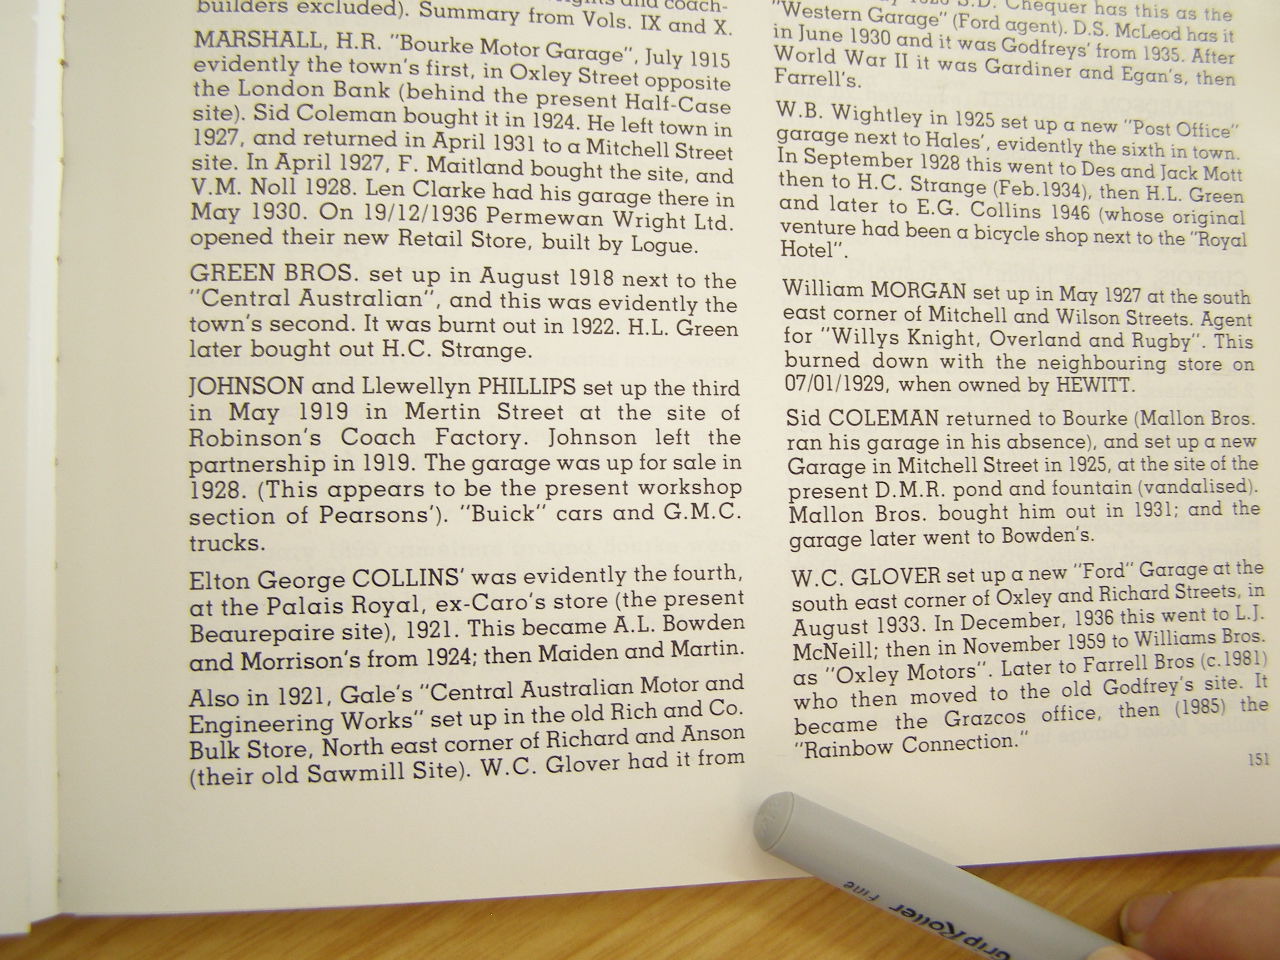 builders excluded). Summary from Vols. IX and X.
MARSHALL, H.R. "Bourke Motor Garage", July 1915
evidently the town's first, in Oxley Street opposite
the London Bank (behind the present Half-Case
site). Sid Coleman bought it in 1924. He left town in
1927, and returned in April 1931 to a Mitchell Street
site. In April 1927, F. Maitland bought the site, and
V.M. Noll 1928. Len Clarke had his garage there in
May 1930. On 19/12/1936 Permewan Wright Ltd.
opened their new Retail Store, built by Logue.
GREEN BROS. set up in August 1918 next to the
"Central Australian", and this was evidently the
town's second. It was burnt out in 1922. H.L. Green
later bought out H.C. Strange.
JOHNSON and Llewellyn PHILLIPS set up the third
in May 1919 in Mertin Street at the site of
Robinson's Coach Factory. Johnson left the
partnership in 1919. The garage was up for sale in
1928. (This appears to be the present workshop
section of Pearsons'). "Buick" cars and G.M.C.
trucks.
Elton George COLLINS' was evidently the fourth,
at the Palais Royal, ex-Caro's store (the present
Beaurepaire site), 1921. This became A.L. Bowden
and Morrison's from 1924; then Maiden and Martin.
Also in 1921, Gale's "Central Australian Motor and
Engineering Works" set up in the old Rich and Co.
Bulk Store, North east corner of Richard and Anson
(their old Sawmill Site). W.C. Glover had it from
S.D. Chequer has this as the
"Western Garage" (Ford agent). D.S. McLeod has it
in June 1930 and it was Godfreys' from 1935. After
World War II it was Gardiner and Egan's, then
Farrell's.
W.B. Wightley in 1925 set up a new "Post Office"
garage next to Hales', evidently the sixth in town.
In September 1928 this went to Des and Jack Mott
then to H.C. Strange (Feb.1934), then H.L. Green
and later to E.G. Collins 1946 (whose original
venture had been a bicycle shop next to the "Royal
Hotel".
William MORGAN set up in May 1927 at the south
east corner of Mitchell and Wilson Streets. Agent
for "Willys Knight, Overland and Rugby". This
burned down with the neighbouring store on
07/01/1929, when owned by HEWITT.
Sid COLEMAN returned to Bourke (Mallon Bros.
ran his garage in his absence), and set up a new
Garage in Mitchell Street in 1925, at the site of the
present D.M.R. pond and fountain (vandalised).
Mallon Bros. bought him out in 1931; and the
garage later went to Bowden's.
W.C. GLOVER set up a new "Ford" Garage at the
south east corner of Oxley and Richard Streets, in
August 1933. In December, 1936 this went to L.J.
McNeill; then in November 1959 to Williams Bros.
as "Oxley Motors". Later to Farrell Bros (c.1981)
who then moved to the old Godfrey's site. It
became the Grazcos office, then (1985) the
"Rainbow Connection."
151
GripRoller Fine